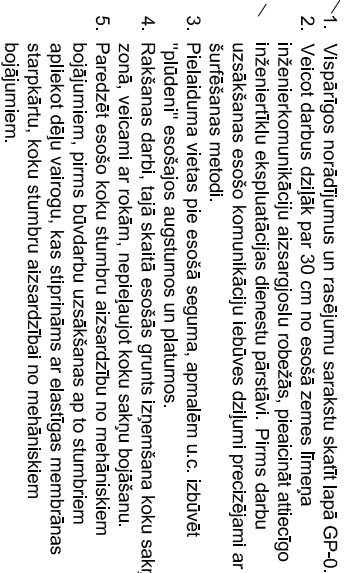 1. Vispārīgos norādījumus un rasējumu sarakstu skatīt lapā GP-0.
2. Veicot darbus dziļāk par 30 cm no esošā zemes līmeņa
inženierkomunikāciju aizsargjoslu robežās, pieaicināt attiecīgo
inženiertīklu ekspluatācijas dienestu pārstāvi. Pirms darbu
uzsākšanas esošo komunikāciju iebūves dziļumi precizējami ar
šurfēšanas metodi.
3. Pielaiduma vietas pie esošā seguma, apmalēm u.c. izbūvēt
"plūdeni" esošajos augstumos un platumos.
4. Rakšanas darbi, tajā skaitā esošās grunts izņemšana koku sakņ
zonā, veicami ar rokām, nepieļaujot koku sakņu bojāšanu.
5. Paredzēt esošo koku stumbru aizsardzību no mehāniskiem
bojājumiem, pirms būvdarbu uzsākšanas ap to stumbriem
apliekot dēļu vairogu, kas stiprināms ar elastīgas membrānas
starpkārtu, koku stumbru aizsardzībai no mehāniskiem
bojājumiem.